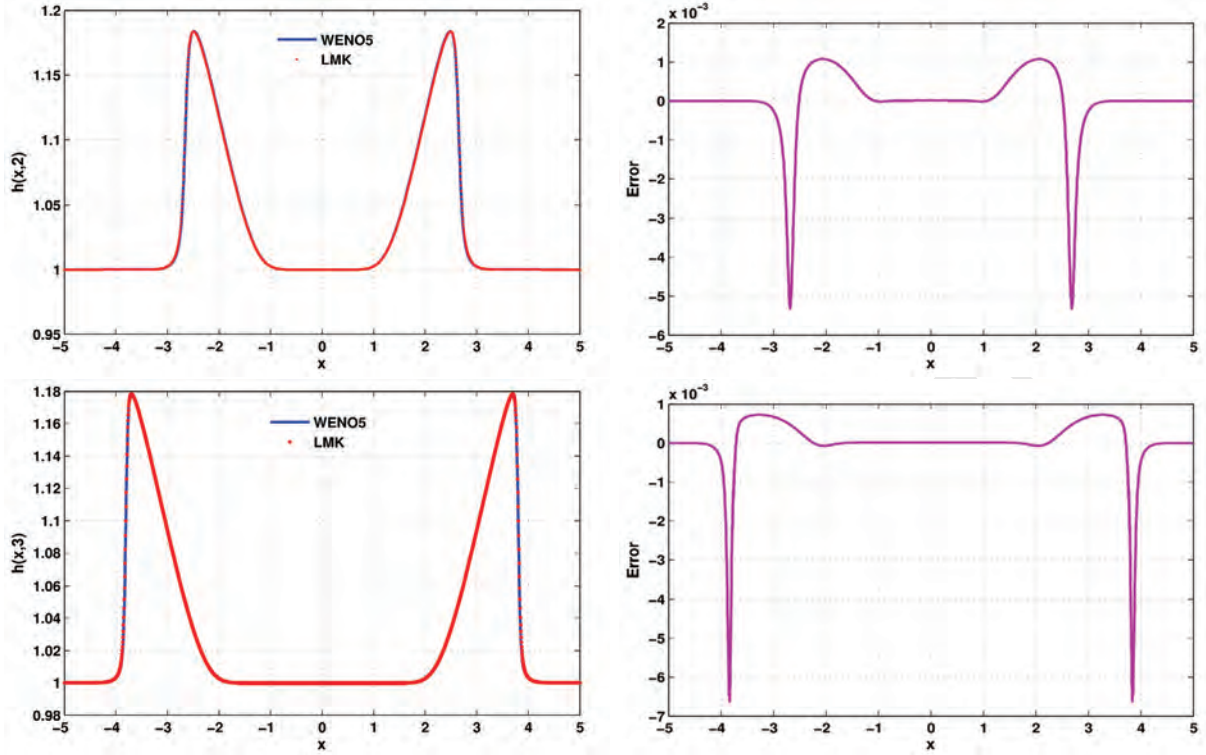 1.2
1.15
1.1
1.05
1
0.95
h(x,2)
WENO5
LMK
−5 −4 −3 −2 −1 0 1 2 3 4 5
x
x 10⁻³
2
1
0
−1
−2
−3
−4
−5
−6
Error
−5 −4 −3 −2 −1 0 1 2 3 4 5
x
1.18
1.16
1.14
1.12
1.1
1.08
1.06
1.04
1.02
1
0.98
h(x,3)
WENO5
LMK
−5 −4 −3 −2 −1 0 1 2 3 4 5
x
x 10⁻³
1
0
−1
−2
−3
−4
−5
−6
−7
Error
−5 −4 −3 −2 −1 0 1 2 3 4 5
x